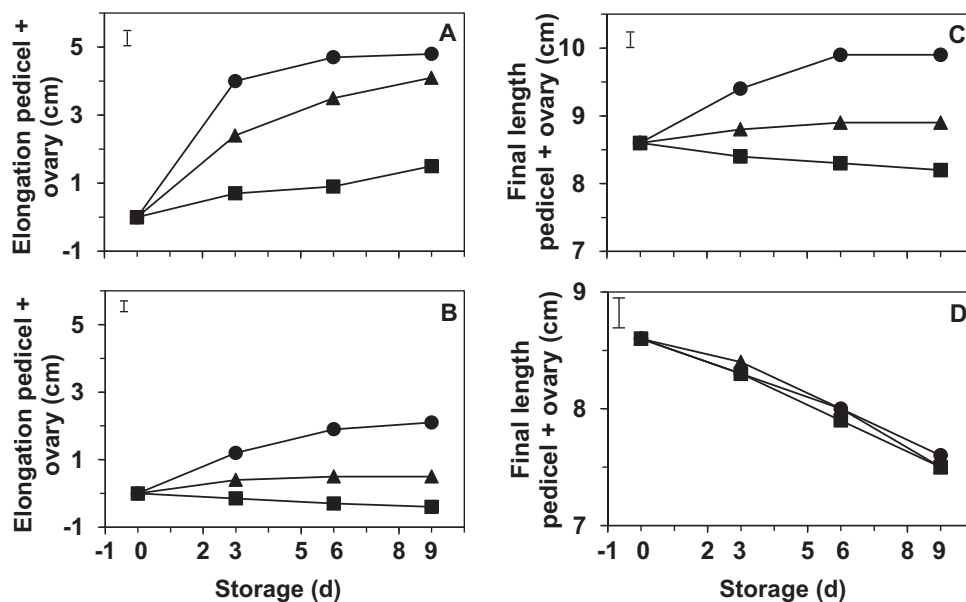 A
Elongation pedicel +
ovary (cm)
5
3
1
-1
C
Final length
pedicel + ovary (cm)
10
9
8
7
B
Elongation pedicel +
ovary (cm)
5
3
1
-1
-1 0 2 3 5 6 8 9
Storage (d)
D
Final length
pedicel + ovary (cm)
9
8
7
-1 0 2 3 5 6 8 9
Storage (d)